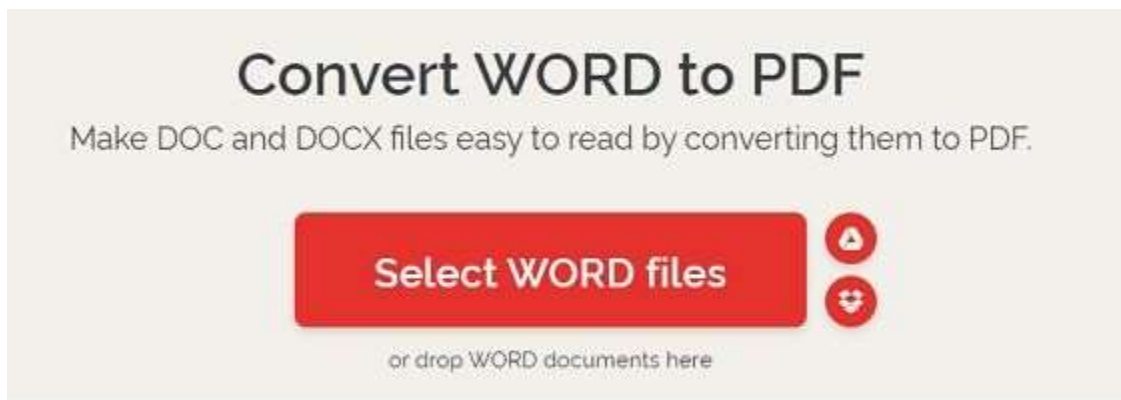 Convert WORD to PDF
Make DOC and DOCX files easy to read by converting them to PDF.
Select WORD files
or drop WORD documents here